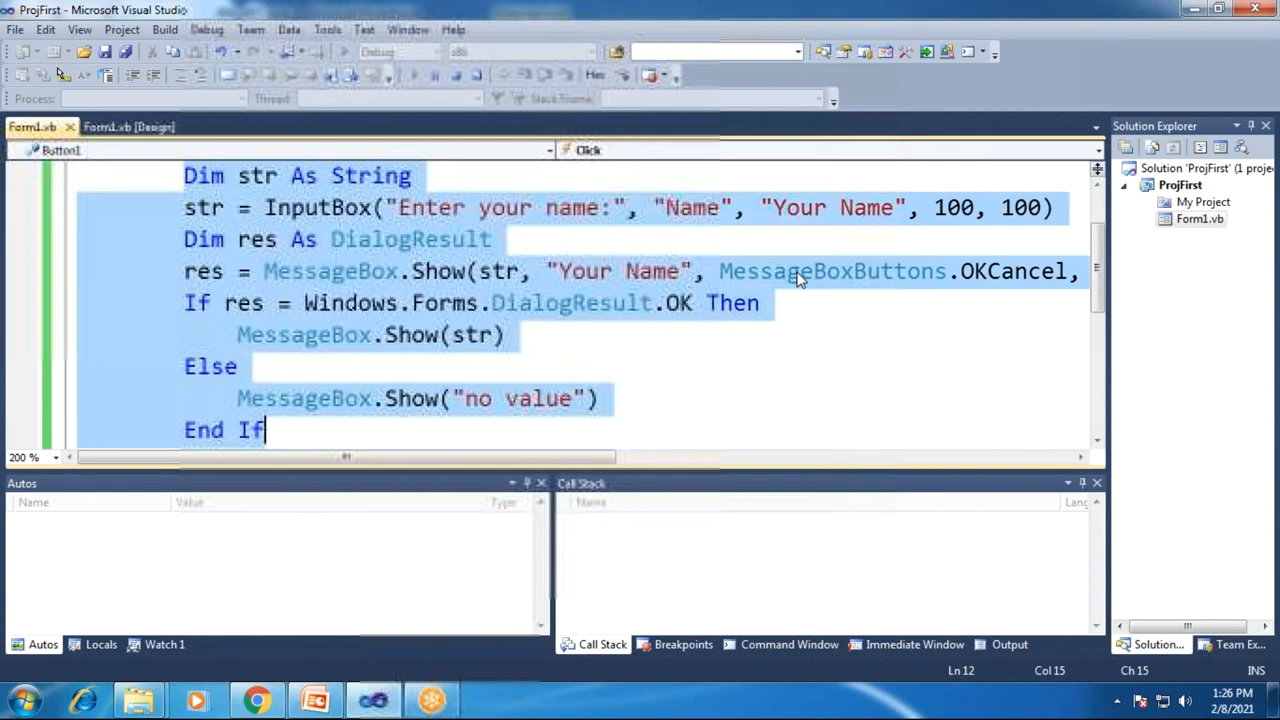 ProjFirst - Microsoft Visual Studio
File Edit View Project Build Debug Team Data Tools Test Window Help
Debug x86
Hex
Process: Thread: Stack Frame:
Form1.vb Form1.vb [Design]
Button1 Click
Dim str As String
str = InputBox("Enter your name:", "Name", "Your Name", 100, 100)
Dim res As DialogResult
res = MessageBox.Show(str, "Your Name", MessageBoxButtons.OKCancel,
If res = Windows.Forms.DialogResult.OK Then
MessageBox.Show(str)
Else
MessageBox.Show("no value")
End If
200 %
Solution Explorer
Solution 'ProjFirst' (1 proje
ProjFirst
My Project
Form1.vb
Autos
Name Value Type
Call Stack
Name Lang
Autos Locals Watch 1
Call Stack Breakpoints Command Window Immediate Window Output
Solution... Team Ex...
Ln 12 Col 15 Ch 15 INS
1:26 PM
2/8/2021